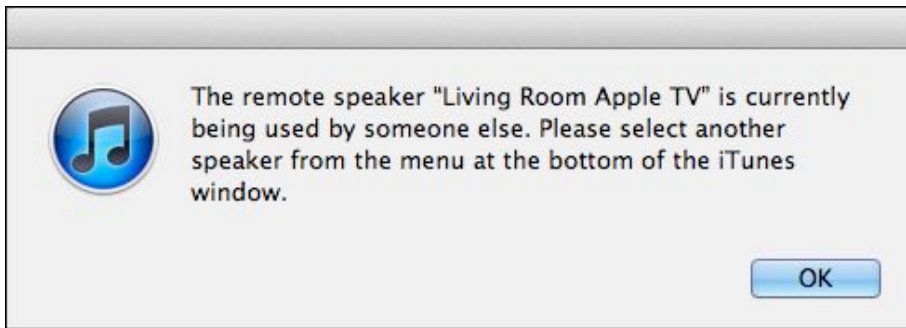 The remote speaker “Living Room Apple TV” is currently
being used by someone else. Please select another
speaker from the menu at the bottom of the iTunes
window.
OK